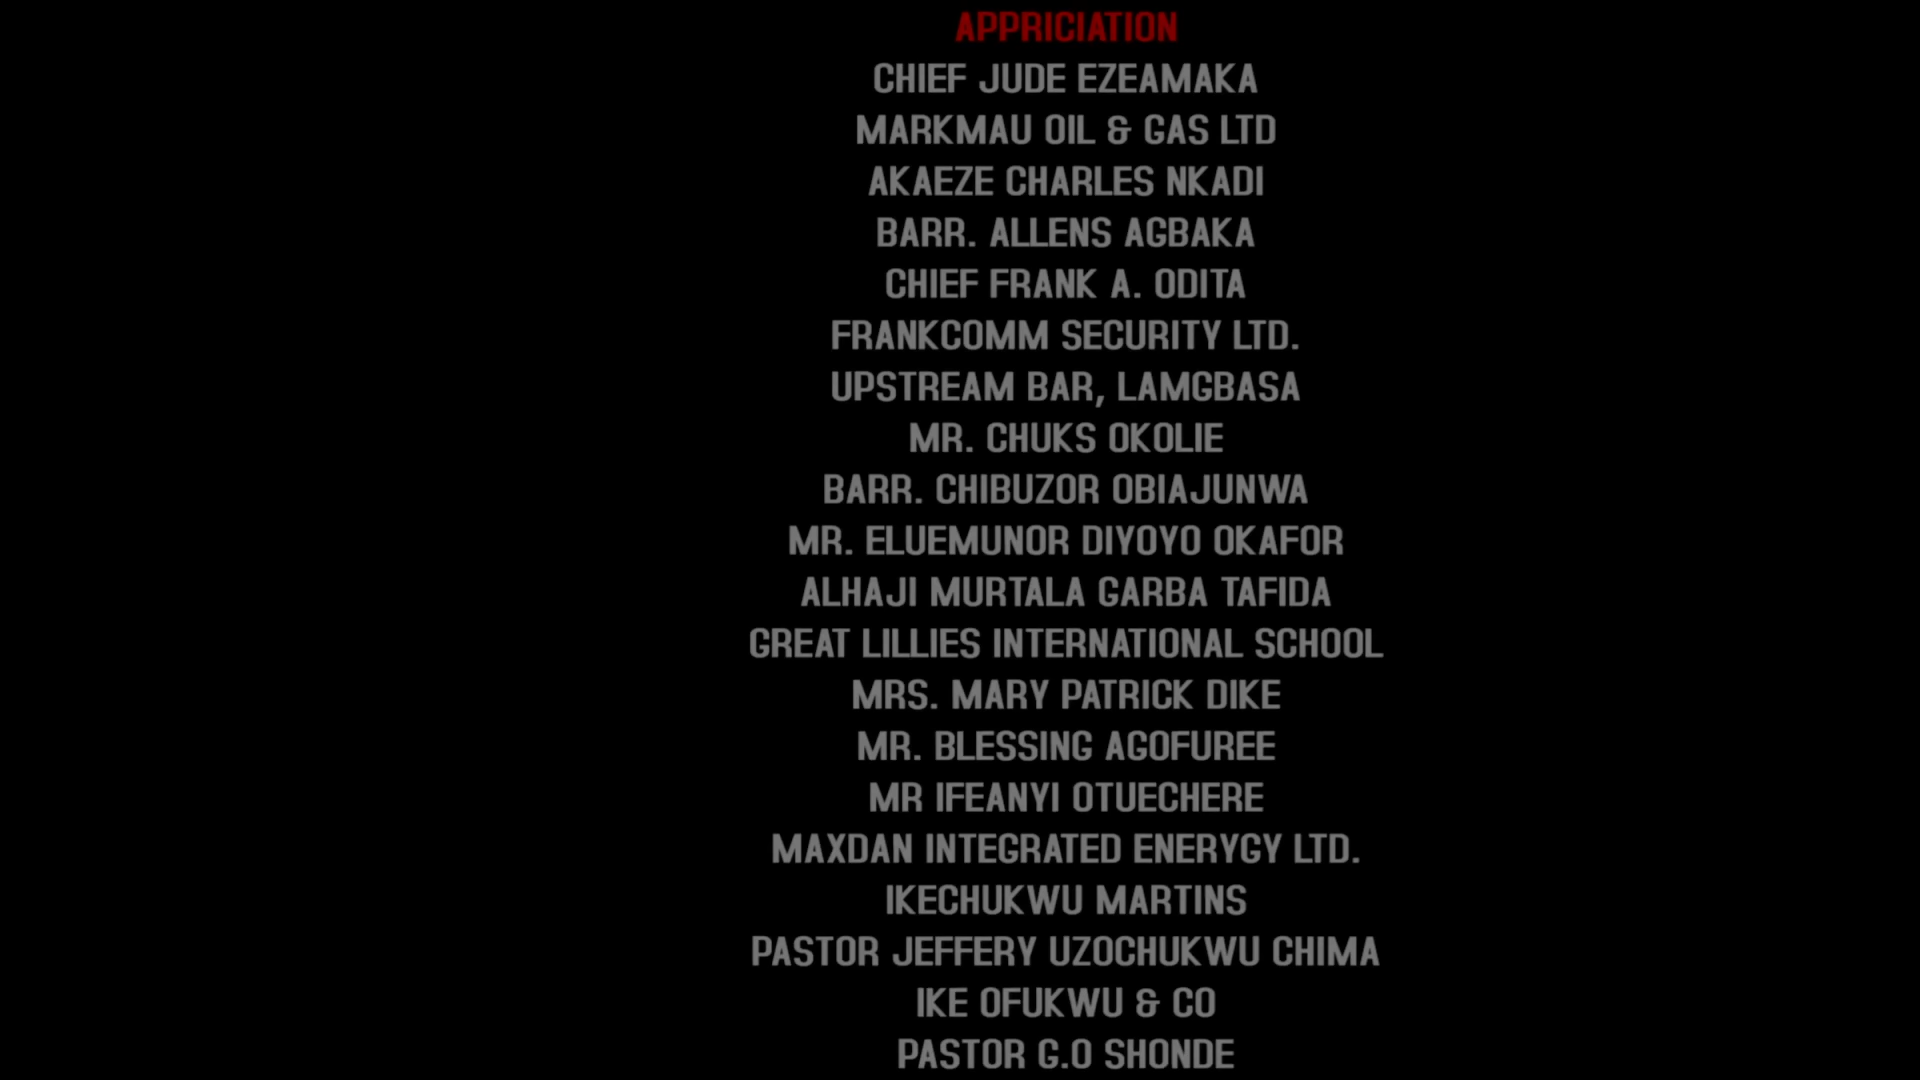 APPRICIATION
CHIEF JUDE EZEAMAKA
MARKMAU OIL & GAS LTD
AKAEZE CHARLES NKADI
BARR. ALLENS AGBAKA
CHIEF FRANK A. ODITA
FRANKCOMM SECURITY LTD.
UPSTREAM BAR, LAMGBASA
MR. CHUKS OKOLIE
BARR. CHIBUZOR OBIAJUNWA
MR. ELUEMUNOR DIYOYO OKAFOR
ALHAJI MURTALA GARBA TAFIDA
GREAT LILLIES INTERNATIONAL SCHOOL
MRS. MARY PATRICK DIKE
MR. BLESSING AGOFUREE
MR IFEANYI OTUECHERE
MAXDAN INTEGRATED ENERYGY LTD.
IKECHUKWU MARTINS
PASTOR JEFFERY UZOCHUKWU CHIMA
IKE OFUKWU & CO
PASTOR G.O SHONDE